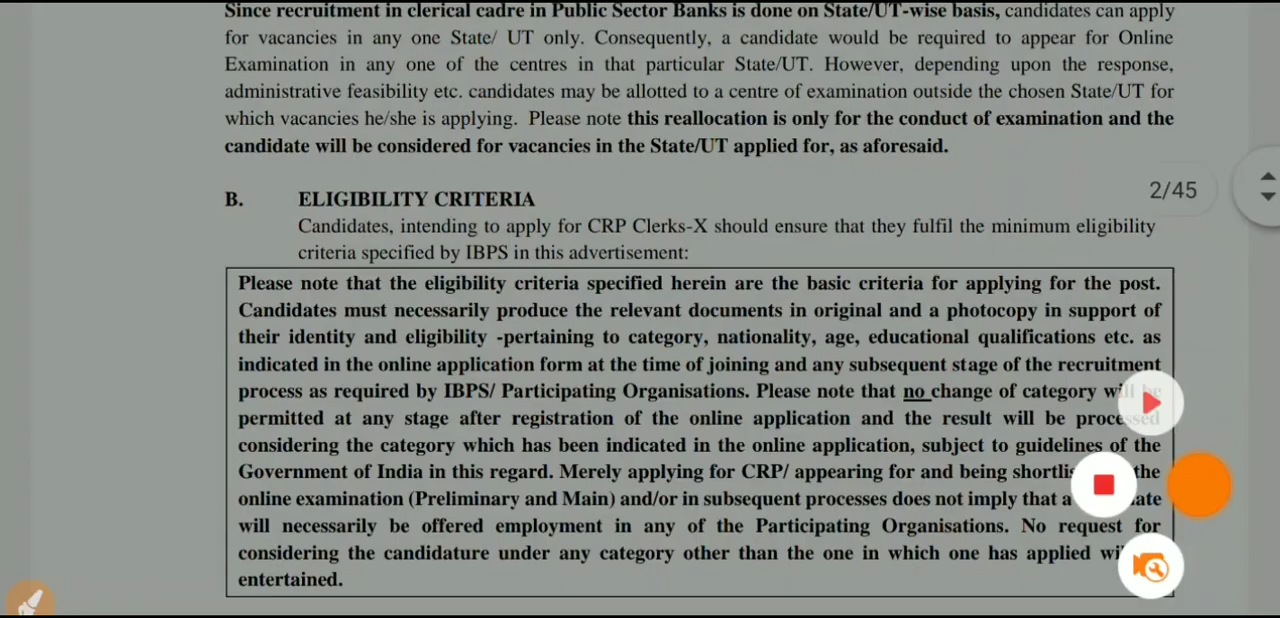 Since recruitment in clerical cadre in Public Sector Banks is done on State/UT-wise basis, candidates can apply
for vacancies in any one State/ UT only. Consequently, a candidate would be required to appear for Online
Examination in any one of the centres in that particular State/UT. However, depending upon the response,
administrative feasibility etc. candidates may be allotted to a centre of examination outside the chosen State/UT for
which vacancies he/she is applying. Please note this reallocation is only for the conduct of examination and the
candidate will be considered for vacancies in the State/UT applied for, as aforesaid.
2/45
B. ELIGIBILITY CRITERIA
Candidates, intending to apply for CRP Clerks-X should ensure that they fulfil the minimum eligibility
criteria specified by IBPS in this advertisement:
Please note that the eligibility criteria specified herein are the basic criteria for applying for the post.
Candidates must necessarily produce the relevant documents in original and a photocopy in support of
their identity and eligibility -pertaining to category, nationality, age, educational qualifications etc. as
indicated in the online application form at the time of joining and any subsequent stage of the recruitment
process as required by IBPS/ Participating Organisations. Please note that no change of category will be
permitted at any stage after registration of the online application and the result will be processed
considering the category which has been indicated in the online application, subject to guidelines of the
Government of India in this regard. Merely applying for CRP/ appearing for and being the
online examination (Preliminary and Main) and/or in subsequent processes does not imply that a
will necessarily be offered employment in any of the Participating Organisations. No request for
considering the candidature under any category other than the one in which one has applied
entertained.